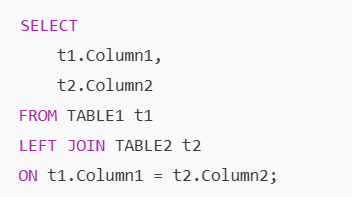 SELECT
    t1.Column1,
    t2.Column2
FROM TABLE1 t1
LEFT JOIN TABLE2 t2
ON t1.Column1 = t2.Column2;